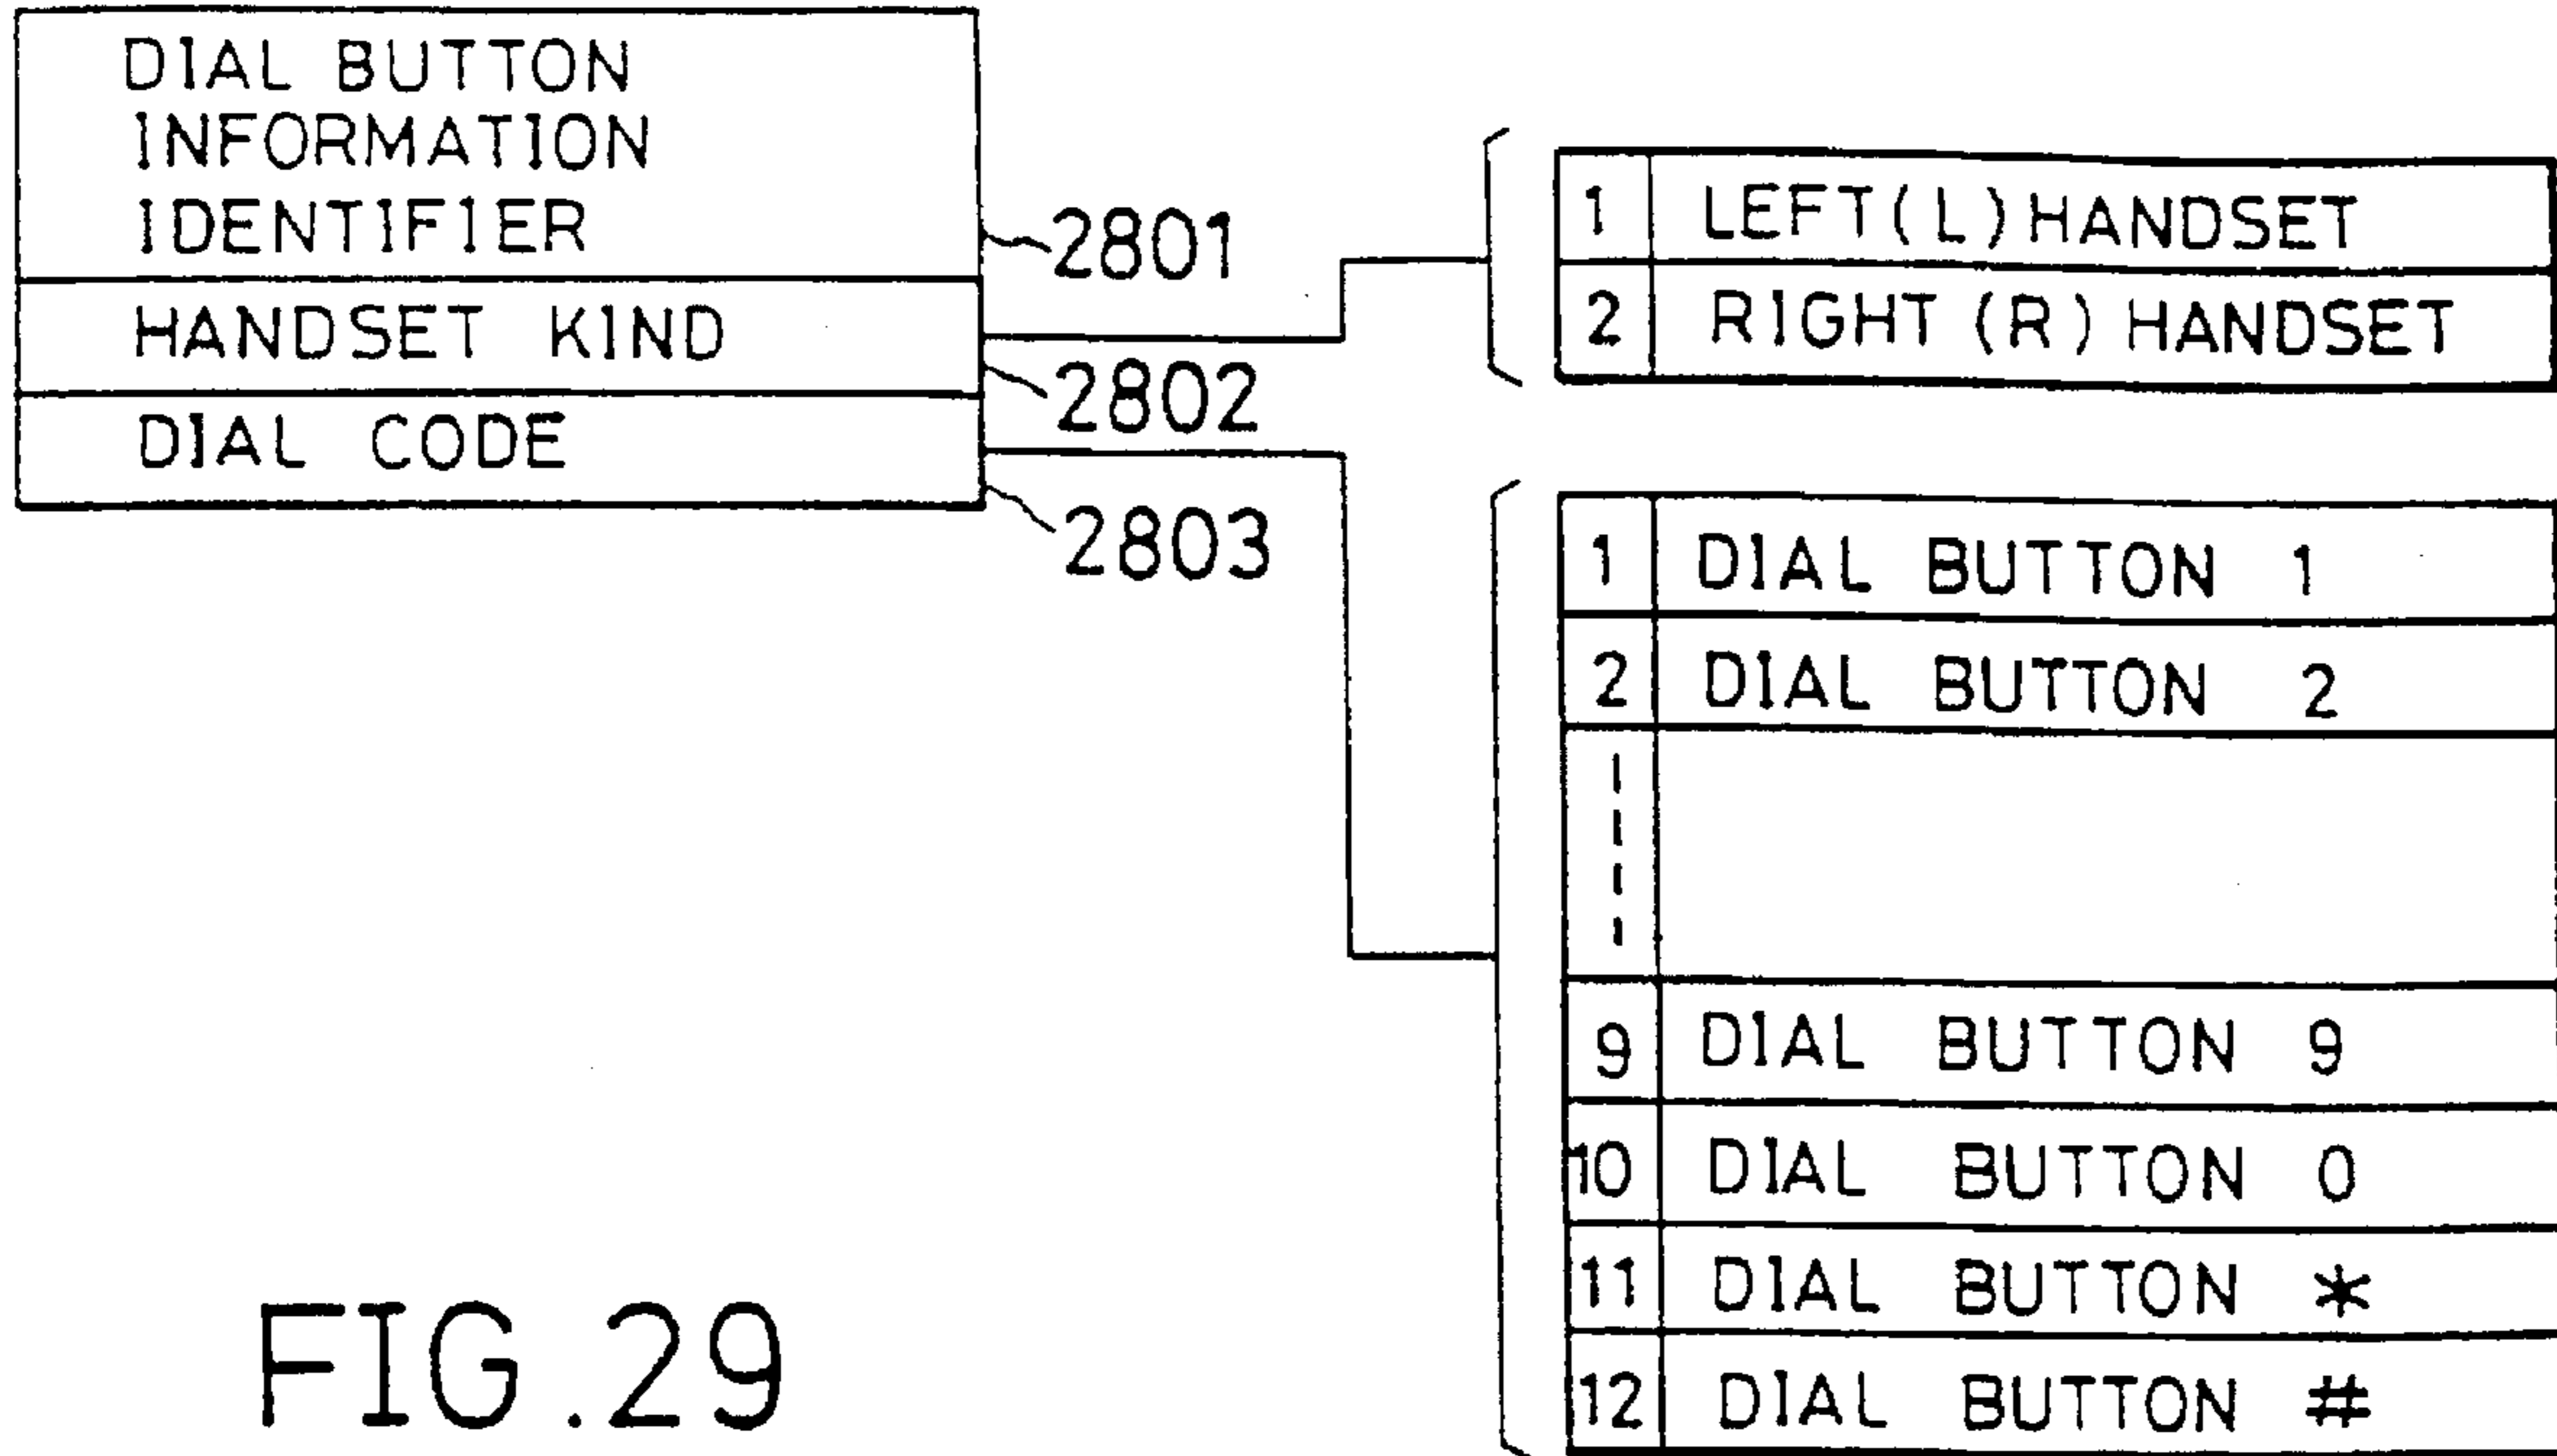 DIAL BUTTON
INFORMATION
IDENTIFIER
2801
HANDSET KIND
2802
DIAL CODE
2803
1 LEFT(L) HANDSET
2 RIGHT (R) HANDSET
1 DIAL BUTTON 1
2 DIAL BUTTON 2
9 DIAL BUTTON 9
10 DIAL BUTTON 0
11 DIAL BUTTON *
12 DIAL BUTTON #
FIG.29